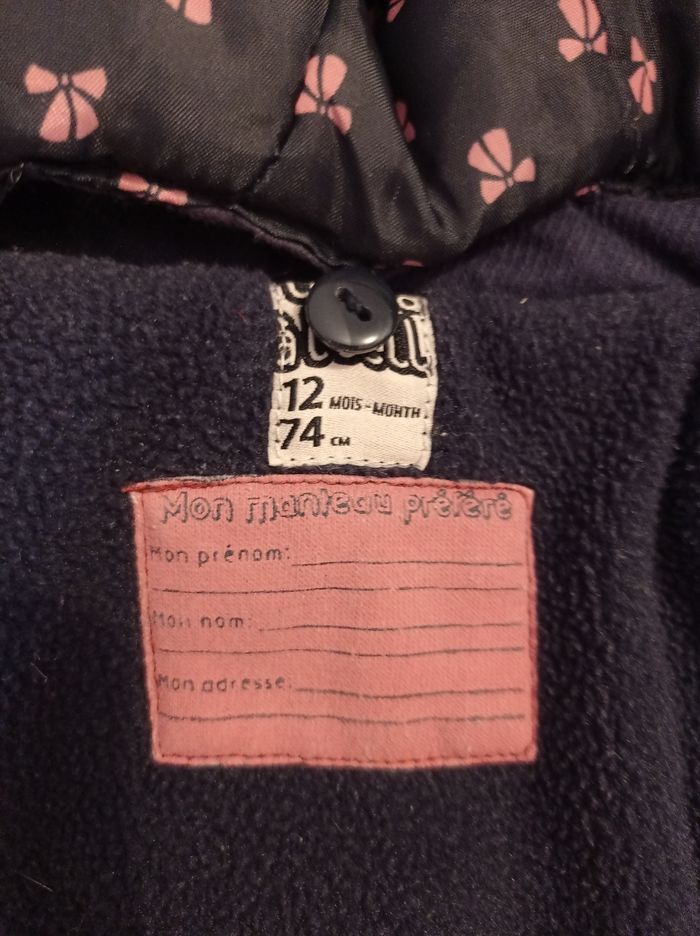 12 MOIS-MONTH
74 CM
Mon manteau préféré
Mon prénom:
Mon nom:
Mon adresse: